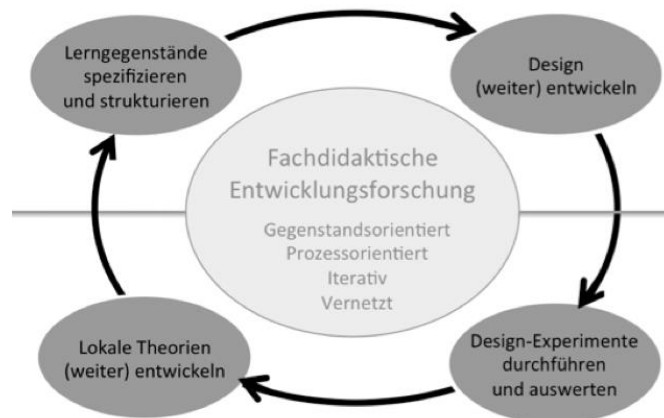 Lerngegenstände
spezifizieren
und strukturieren
Design
(weiter) entwickeln
Fachdidaktische
Entwicklungsforschung
Gegenstandsorientiert
Prozessorientiert
Iterativ
Vernetzt
Lokale Theorien
(weiter) entwickeln
Design-Experimente
durchführen
und auswerten